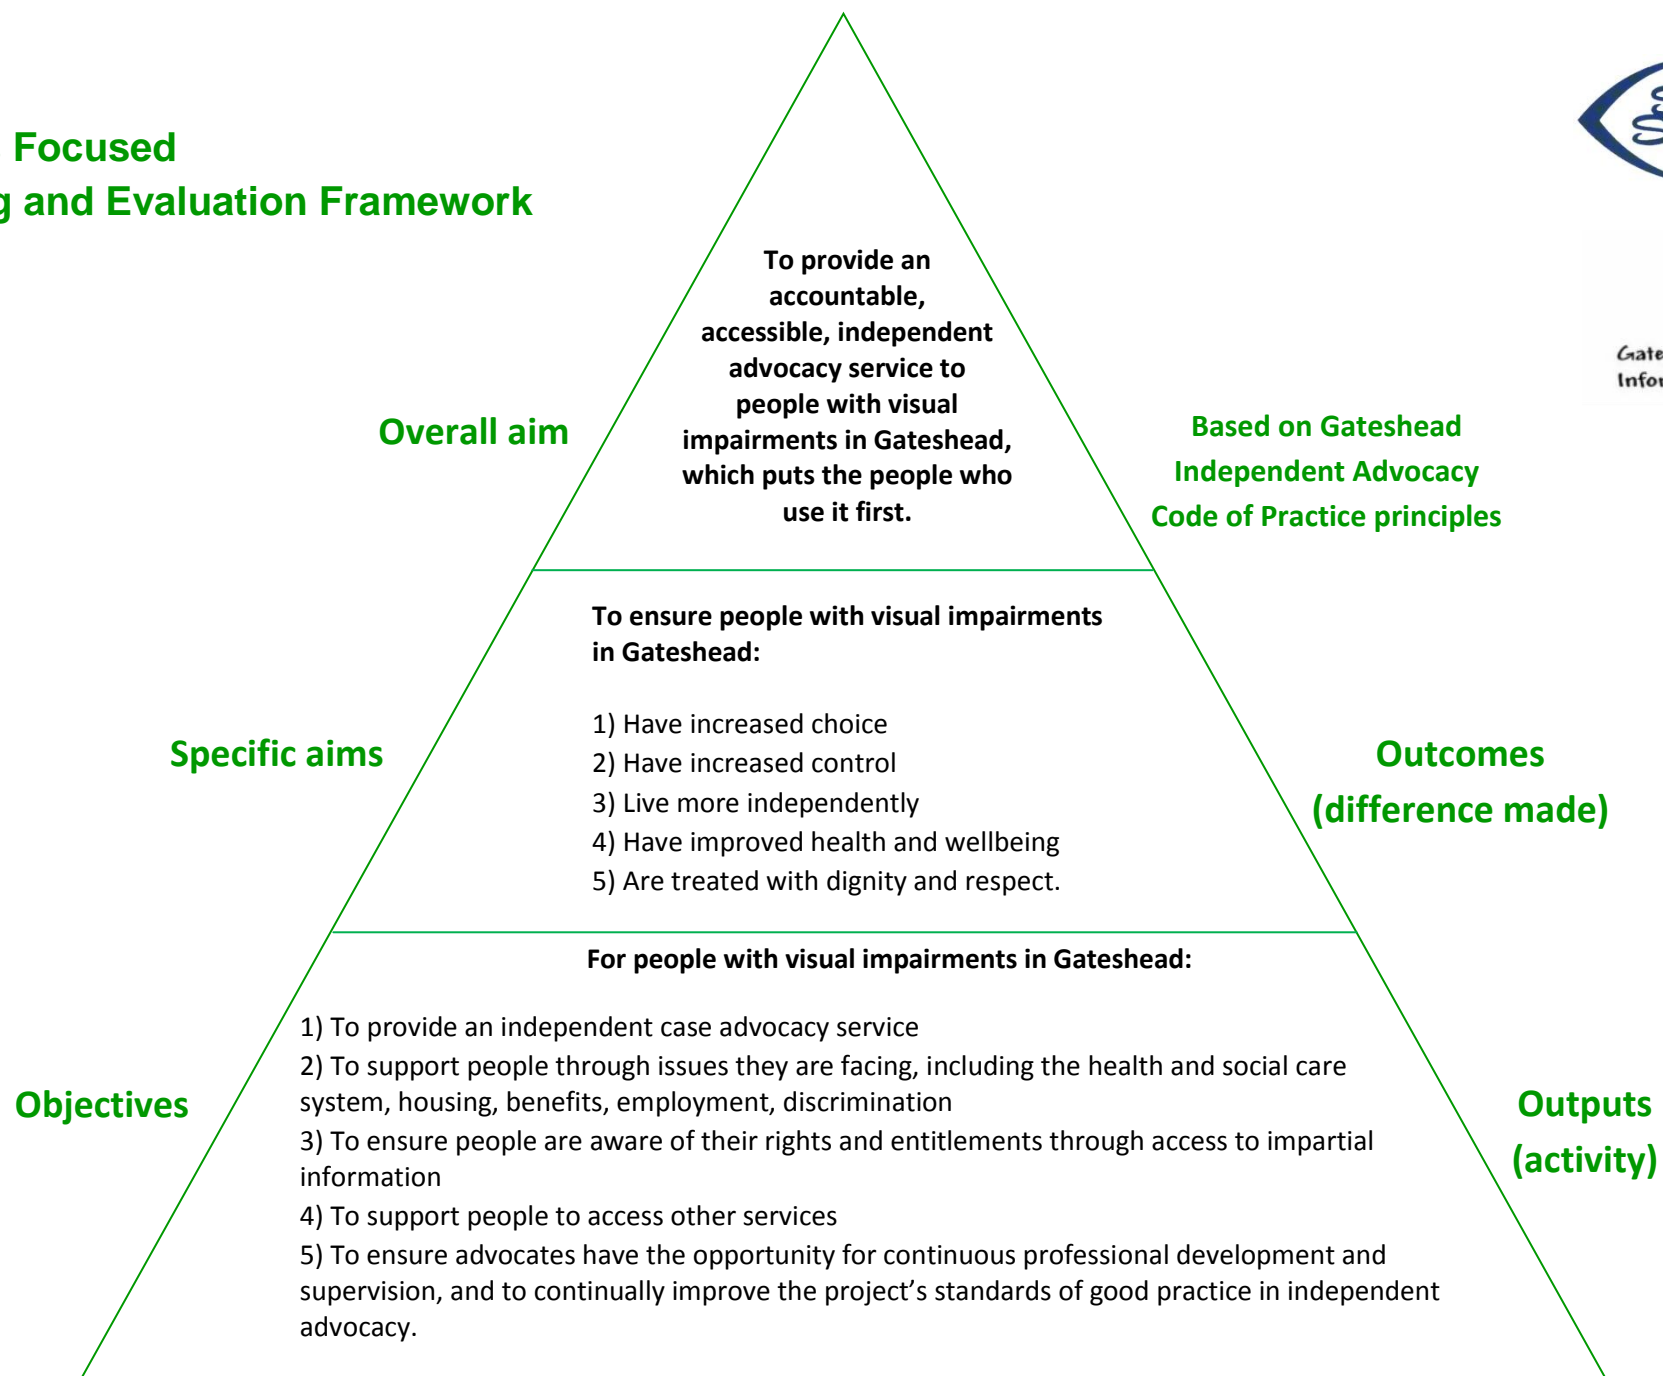 Focused
g and Evaluation Framework
To provide an
accountable,
accessible, independent
advocacy service to
people with visual
impairments in Gateshead,
which puts the people who
use it first.
Overall aim
Based on Gateshead
Independent Advocacy
Code of Practice principles
Gate
Infor
To ensure people with visual impairments
in Gateshead:
1) Have increased choice
2) Have increased control
3) Live more independently
4) Have improved health and wellbeing
5) Are treated with dignity and respect.
Specific aims
Outcomes
(difference made)
For people with visual impairments in Gateshead:
1) To provide an independent case advocacy service
2) To support people through issues they are facing, including the health and social care
system, housing, benefits, employment, discrimination
3) To ensure people are aware of their rights and entitlements through access to impartial
information
4) To support people to access other services
5) To ensure advocates have the opportunity for continuous professional development and
supervision, and to continually improve the project’s standards of good practice in independent
advocacy.
Objectives
Outputs
(activity)